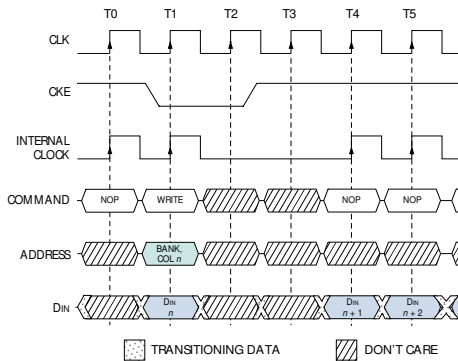 T0 T1 T2 T3 T4 T5
CLK
CKE
INTERNAL
CLOCK
COMMAND NOP WRITE NOP NOP
ADDRESS BANK,
COL n
DIN DIN
n DIN
n + 1 DIN
n + 2
TRANSITIONING DATA DON'T CARE